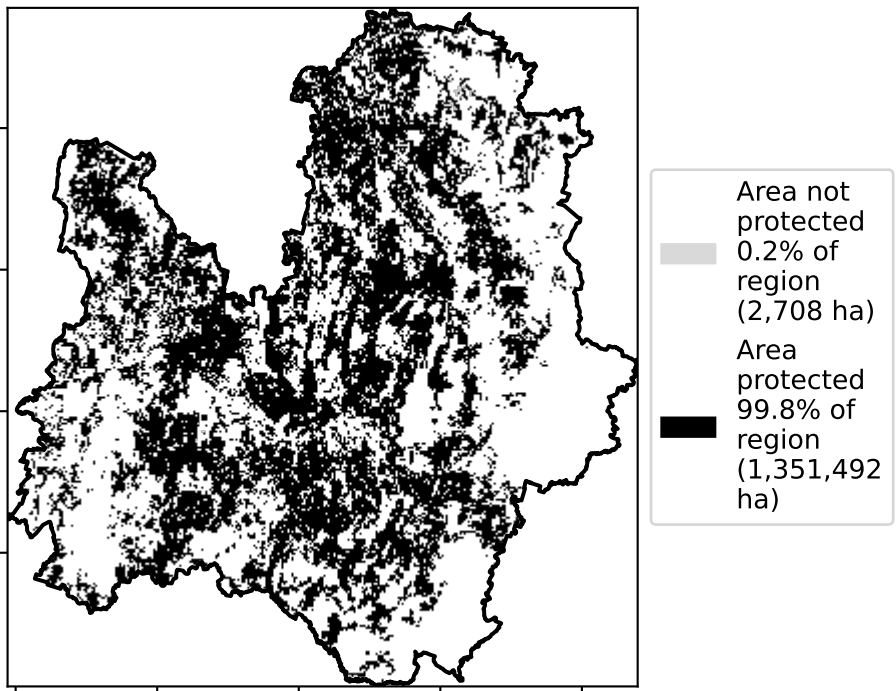 Area not
protected
0.2% of
region
(2,708 ha)
Area
protected
99.8% of
region
(1,351,492
ha)